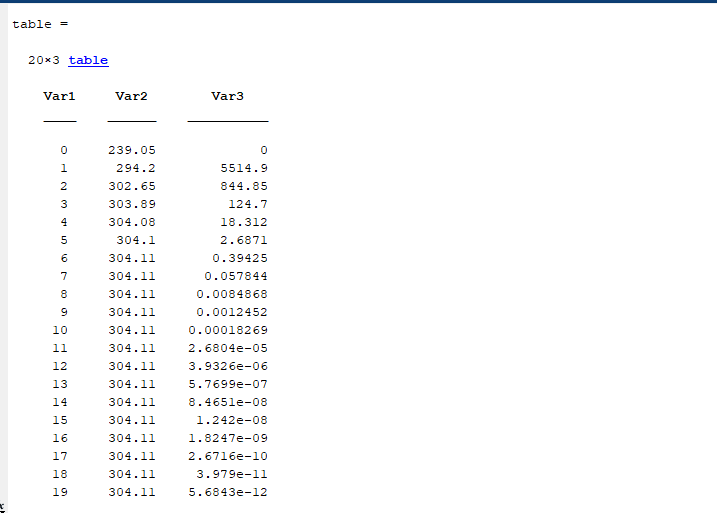 table =
20×3 table
Var1 Var2 Var3
0 239.05 0
1 294.2 5514.9
2 302.65 844.85
3 303.89 124.7
4 304.08 18.312
5 304.1 2.6871
6 304.11 0.39425
7 304.11 0.057844
8 304.11 0.0084868
9 304.11 0.0012452
10 304.11 0.00018269
11 304.11 2.6804e-05
12 304.11 3.9326e-06
13 304.11 5.7699e-07
14 304.11 8.4651e-08
15 304.11 1.242e-08
16 304.11 1.8247e-09
17 304.11 2.6716e-10
18 304.11 3.979e-11
19 304.11 5.6843e-12